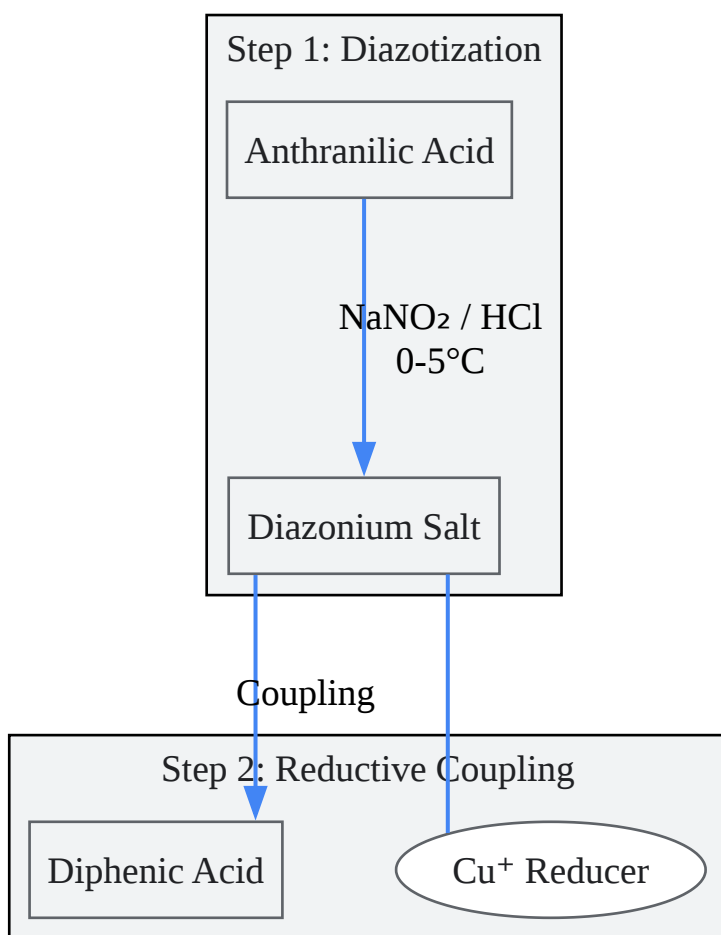 Step 1: Diazotization
Anthranilic Acid
NaNO₂ / HCl
0-5°C
Diazonium Salt
Coupling
Step 2: Reductive Coupling
Diphenic Acid
Cu⁺ Reducer